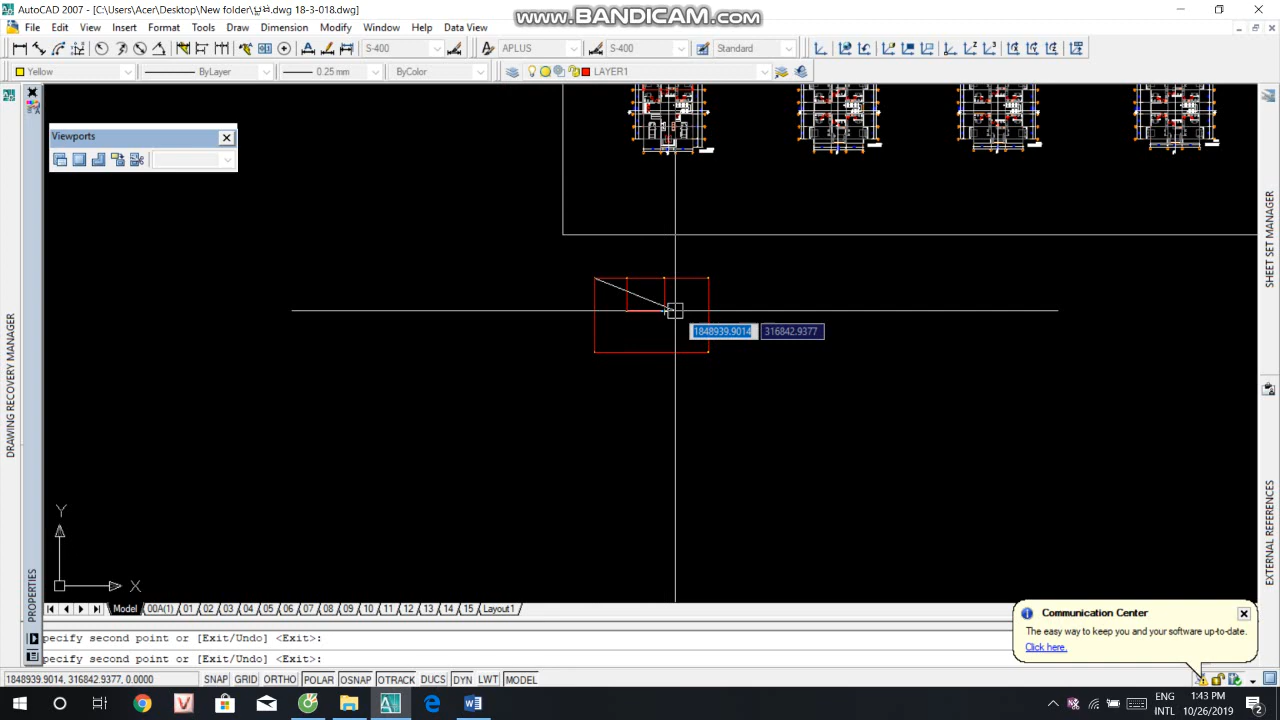 AutoCAD 2007 - [C:\Users\Acer\Desktop\New folder\ 18-3-018.dwg]
www.BANDICAM.com
File Edit View Insert Format Tools Draw Dimension Modify Window Help Data View
S-400 APLUS S-400 Standard
Yellow ByLayer 0.25 mm ByColor LAYER1
Viewports
DRAWING RECOVERY MANAGER
PROPERTIES
SHEET SET MANAGER
EXTERNAL REFERENCES
1848939.9014 316842.9377
Y
X
Model 00A(1) 01 02 03 04 05 06 07 08 09 10 11 12 13 14 15 Layout1
Communication Center
The easy way to keep you and your software up-to-date.
Click here.
pecify second point or [Exit/Undo] <Exit>:
pecify second point or [Exit/Undo] <Exit>:
1848939.9014, 316842.9377, 0.0000 SNAP GRID ORTHO POLAR OSNAP OTRACK DUCS DYN LWT MODEL
ENG 1:43 PM
INTL 10/26/2019
2